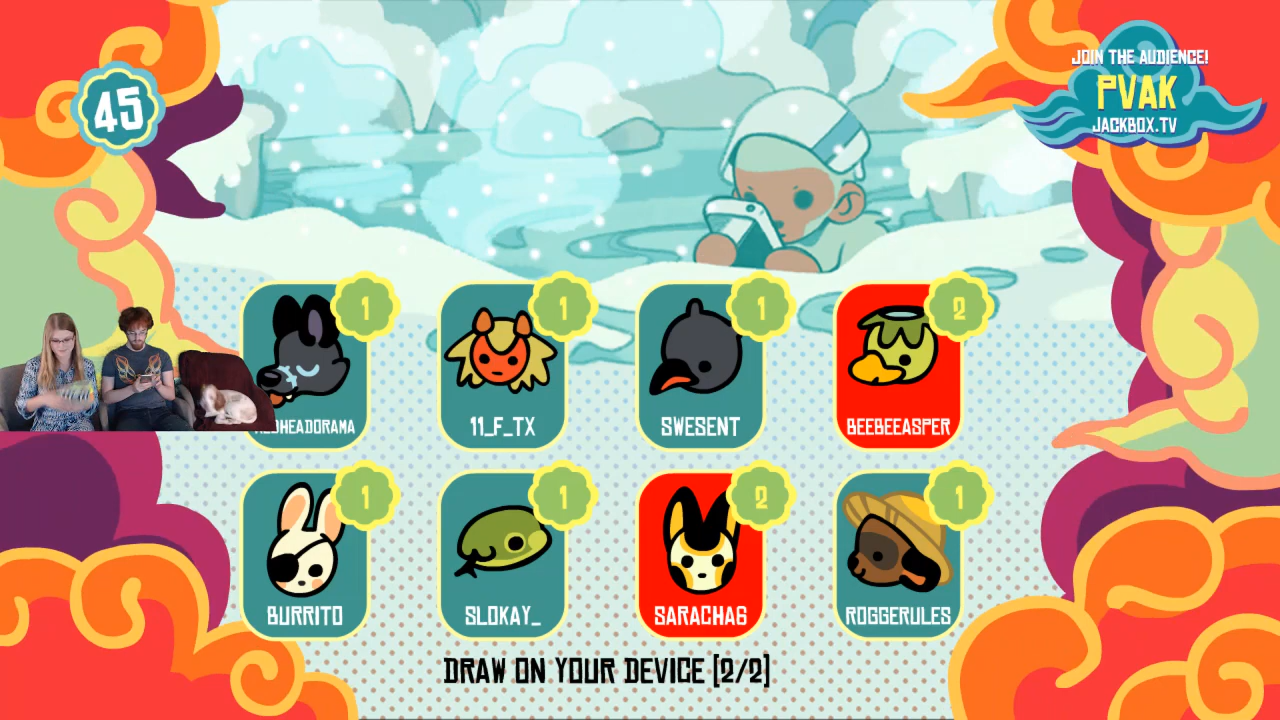 45
JOIN THE AUDIENCE!
PVAK
JACKBOX.TV
1
1
1
2
11_F_TX
SWESENT
BEEBEEASPER
1
1
2
1
BURRITO
SLOKAY_
SARACHA6
ROGGERULES
DRAW ON YOUR DEVICE [2/2]